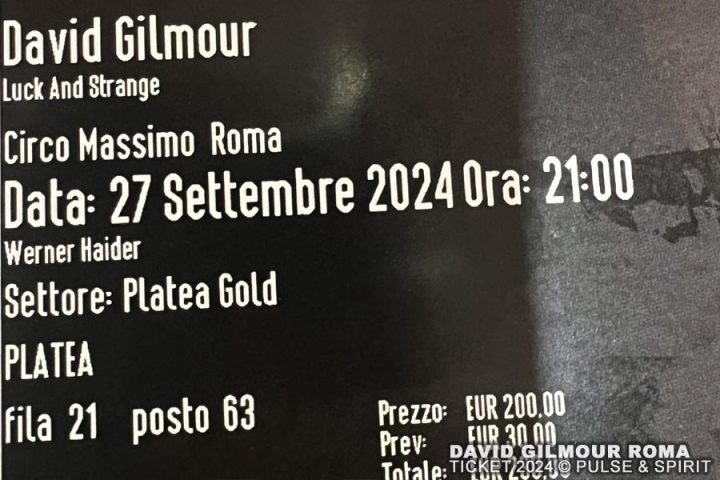 David Gilmour
Luck And Strange
Circo Massimo Roma
Data: 27 Settembre 2024 Ora: 21:00
Werner Haider
Settore: Platea Gold
PLATEA
fila 21 posto 63
Prezzo: EUR 200,00
Prev: EUR 30,00
Totale: EUR
DAVID GILMOUR ROMA
TICKET 2024 © PULSE & SPIRIT